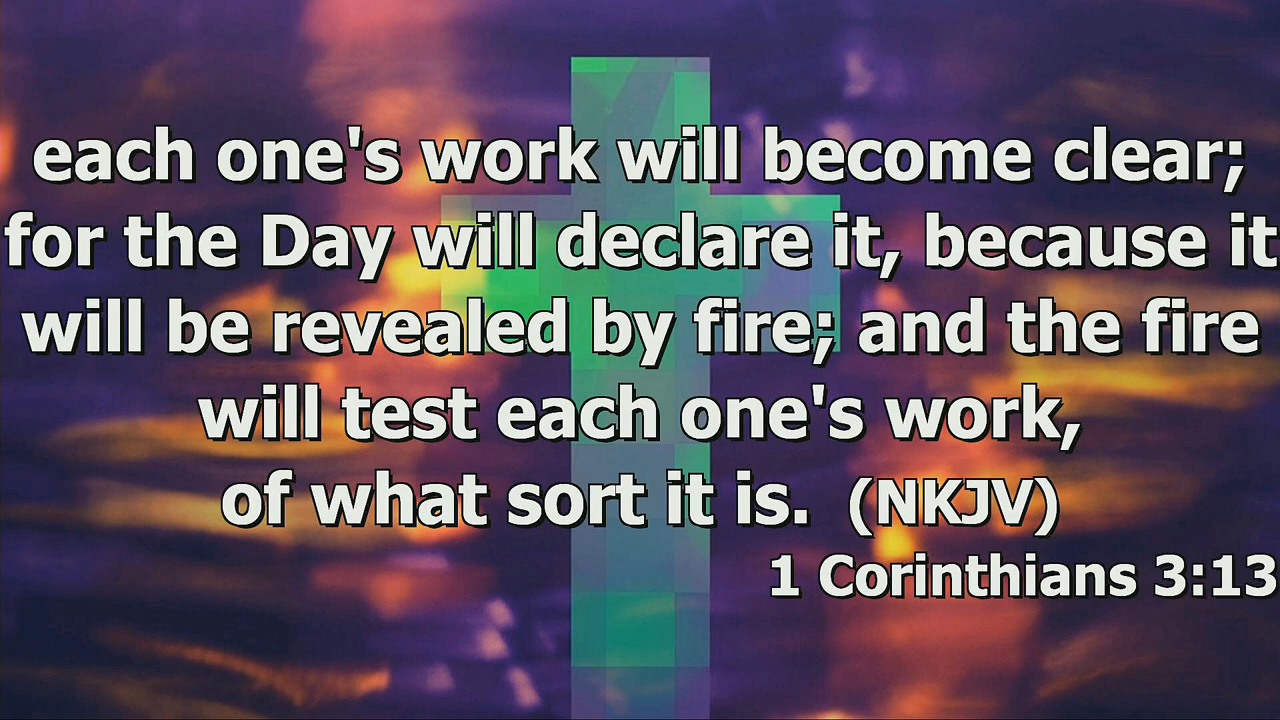 each one's work will become clear;
for the Day will declare it, because it
will be revealed by fire; and the fire
will test each one's work,
of what sort it is. (NKJV)
1 Corinthians 3:13